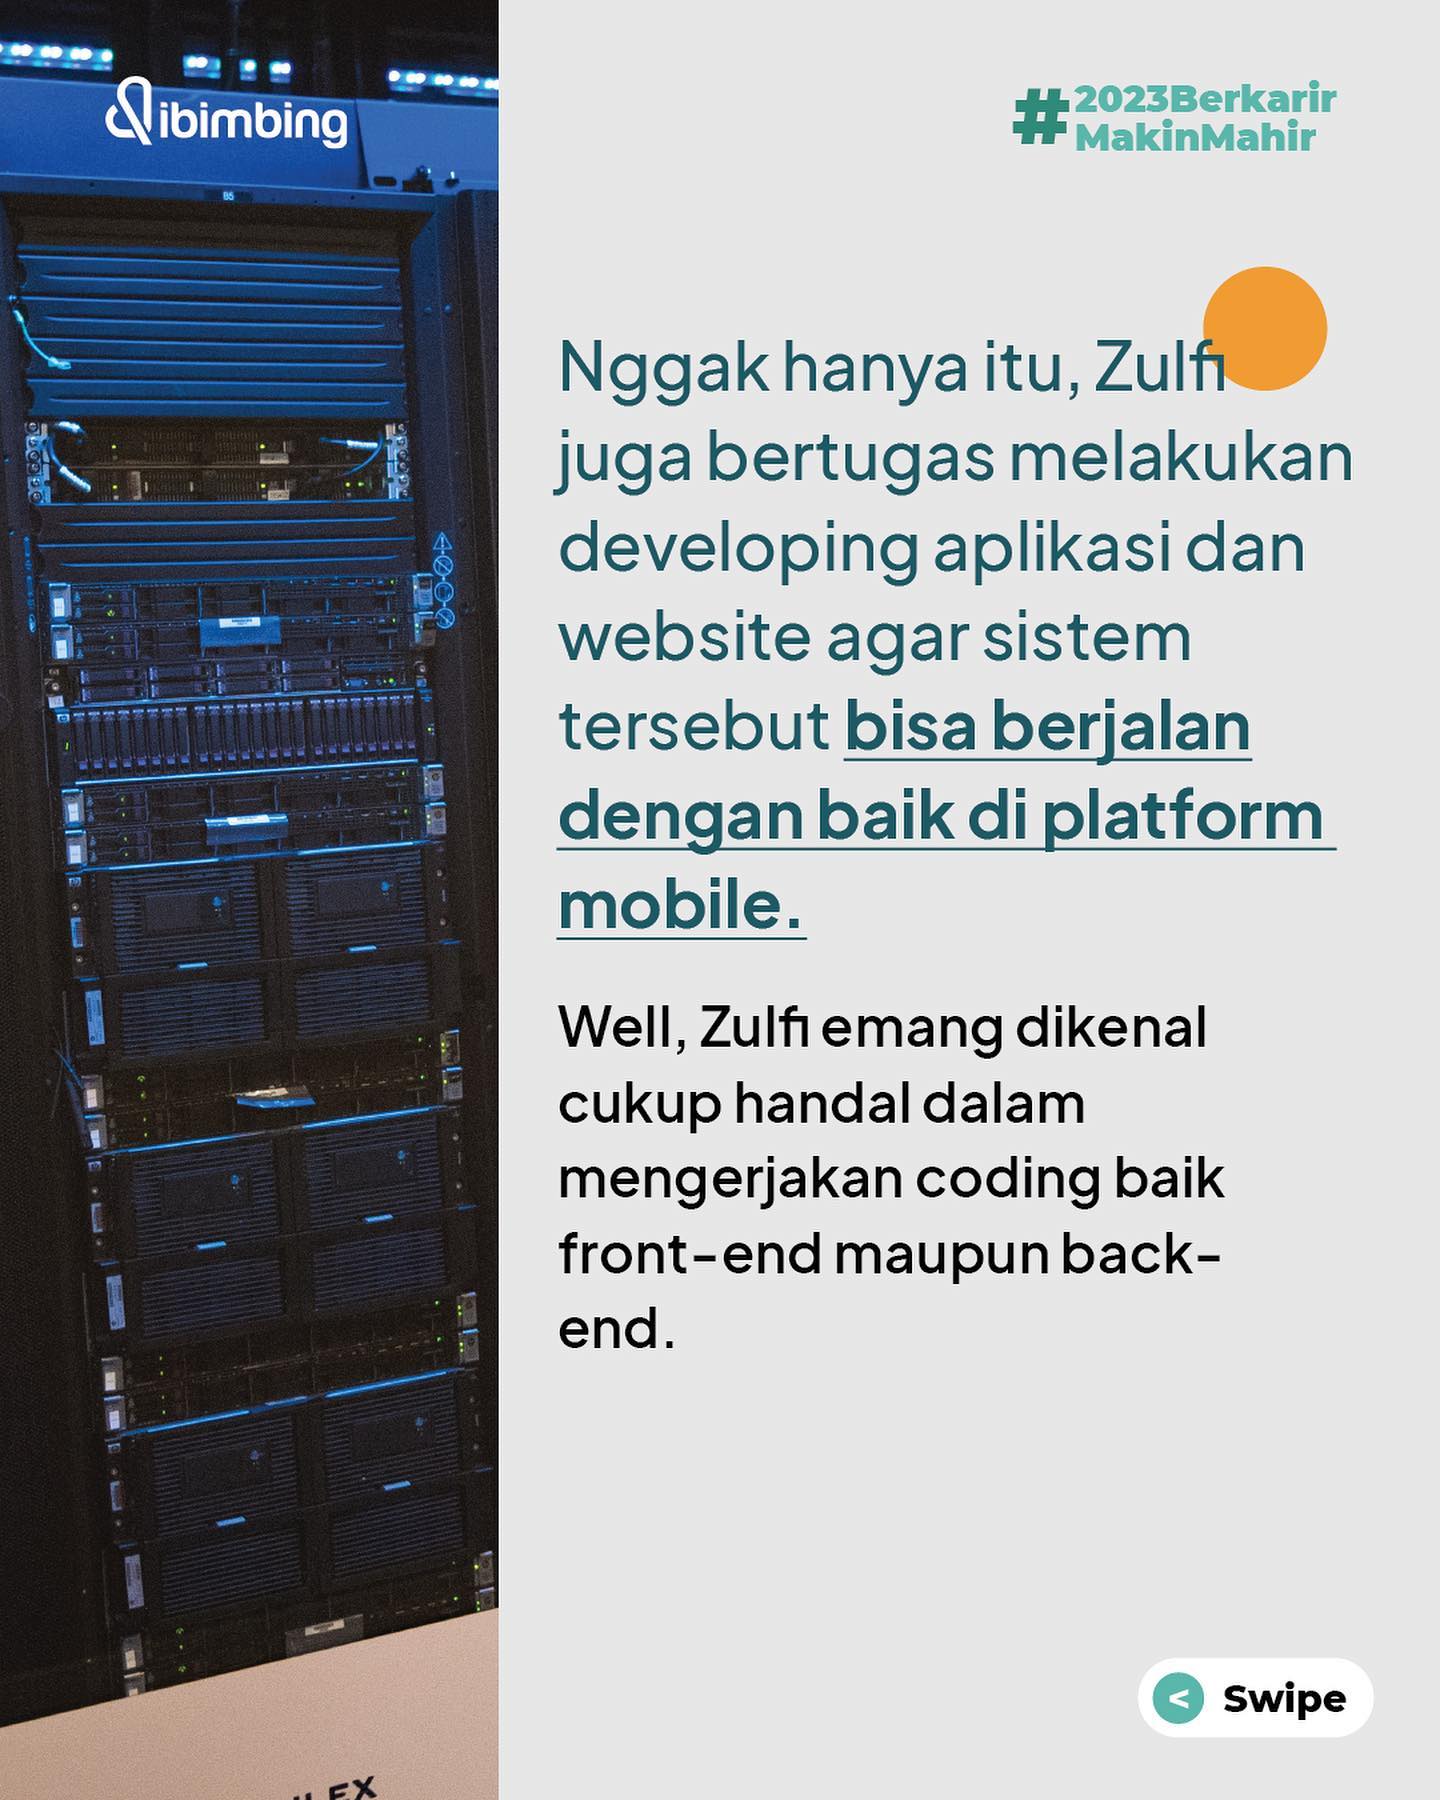 ibimbing
#2023Berkarir
MakinMahir
B5
Nggak hanya itu, Zulfi
juga bertugas melakukan
developing aplikasi dan
website agar sistem
tersebut bisa berjalan
dengan baik di platform
mobile.
Well, Zulfi emang dikenal
cukup handal dalam
mengerjakan coding baik
front-end maupun back-
end.
< Swipe